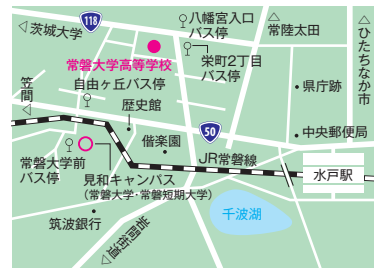 118
八幡宮入口
バス停
茨城大学
常陸太田
ひたちなか市
常磐大学高等学校
栄町2丁目
バス停
自由ヶ丘バス停
笠間
県庁跡
歴史館
50
中央郵便局
偕楽園
常磐大学前
バス停
JR常磐線
水戸駅
見和キャンパス
(常磐大学・常磐短期大学)
筑波銀行
千波湖
岩間街道